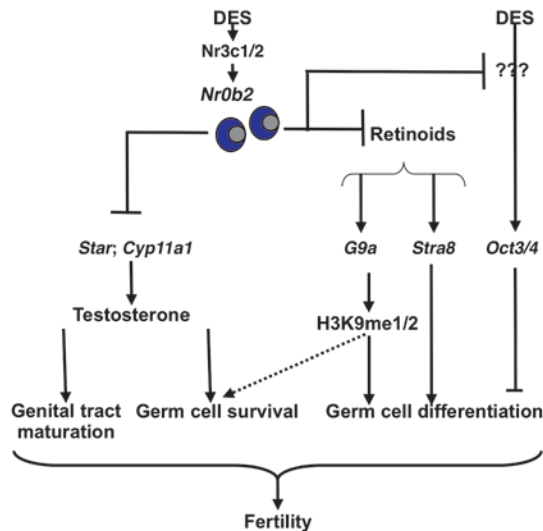 DES
DES
Nr3c1/2
???
Nr0b2
Retinoids
Star; Cyp11a1
G9a
Stra8
Oct3/4
Testosterone
H3K9me1/2
Genital tract
maturation
Germ cell survival
Germ cell differentiation
Fertility